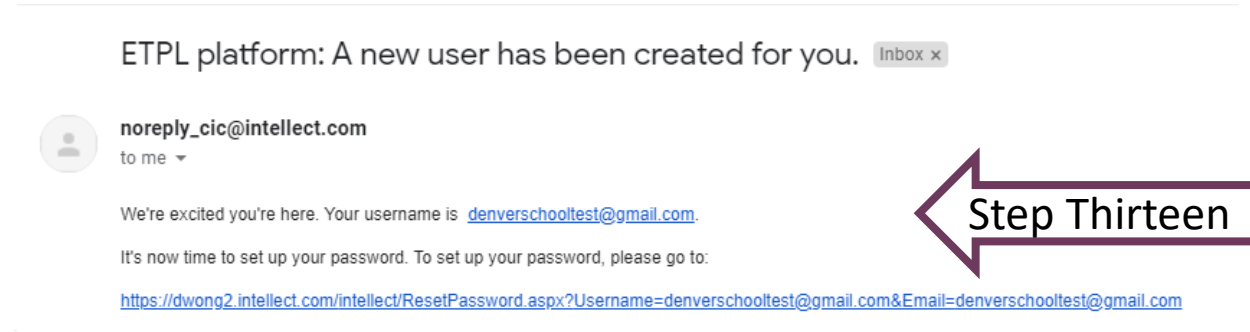 ETPL platform: A new user has been created for you. Inbox x
noreply_cic@intellect.com
to me
We're excited you're here. Your username is denverschooltest@gmail.com.
Step Thirteen
It's now time to set up your password. To set up your password, please go to:
https://dwong2.intellect.com/intellect/ResetPassword.aspx?Username=denverschooltest@gmail.com&Email=denverschooltest@gmail.com